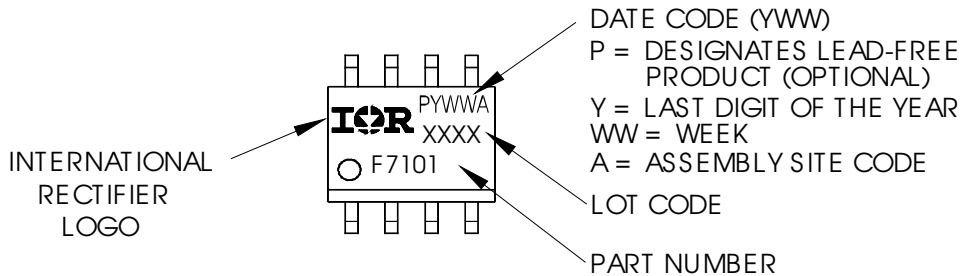 DATE CODE (YWW)
P = DESIGNATES LEAD-FREE
PRODUCT (OPTIONAL)
Y = LAST DIGIT OF THE YEAR
WW = WEEK
A = ASSEMBLY SITE CODE
LOT CODE
PART NUMBER
INTERNATIONAL
RECTIFIER
LOGO
IOR
PYWWA
XXXX
F7101